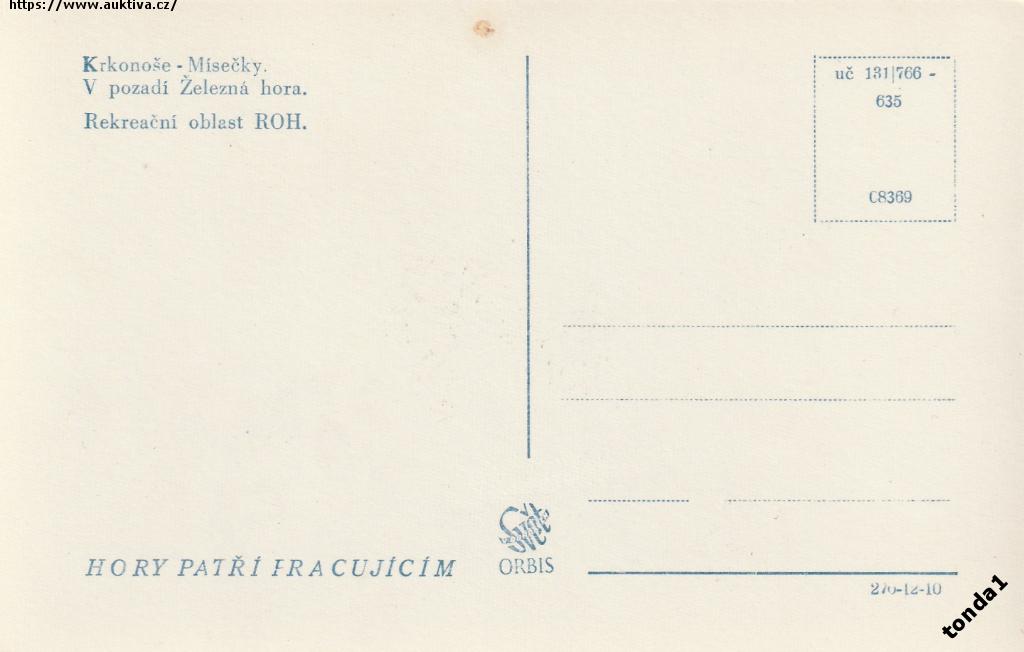 https://www.auktiva.cz/
Krkonoše - Mísečky.
V pozadí Železná hora.
Rekreační oblast ROH.
uč 131|766 -
635
C8369
HORY PATŘÍ PRACUJÍCÍM
Svět
ORBIS
270-12-10
tonda1